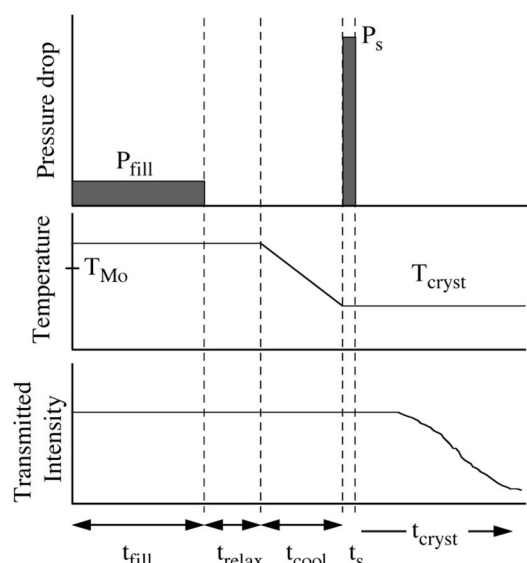 Pressure drop
P_fill
P_s
Temperature
T_Mo
T_cryst
Transmitted
Intensity
t_fill
t_relax
t_cool
t_s
t_cryst